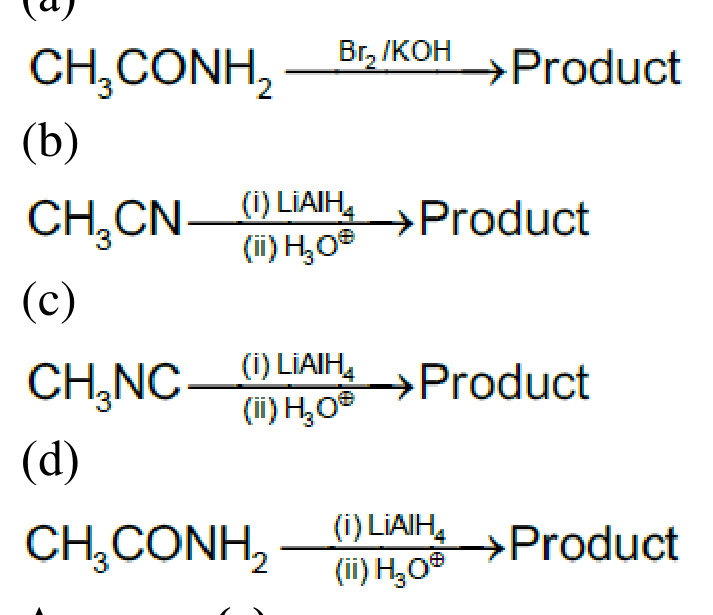 (a)
CH₃CONH₂ Br₂/KOH → Product
(b)
CH₃CN (i) LiAlH₄ (ii) H₃O⊕ → Product
(c)
CH₃NC (i) LiAlH₄ (ii) H₃O⊕ → Product
(d)
CH₃CONH₂ (i) LiAlH₄ (ii) H₃O⊕ → Product